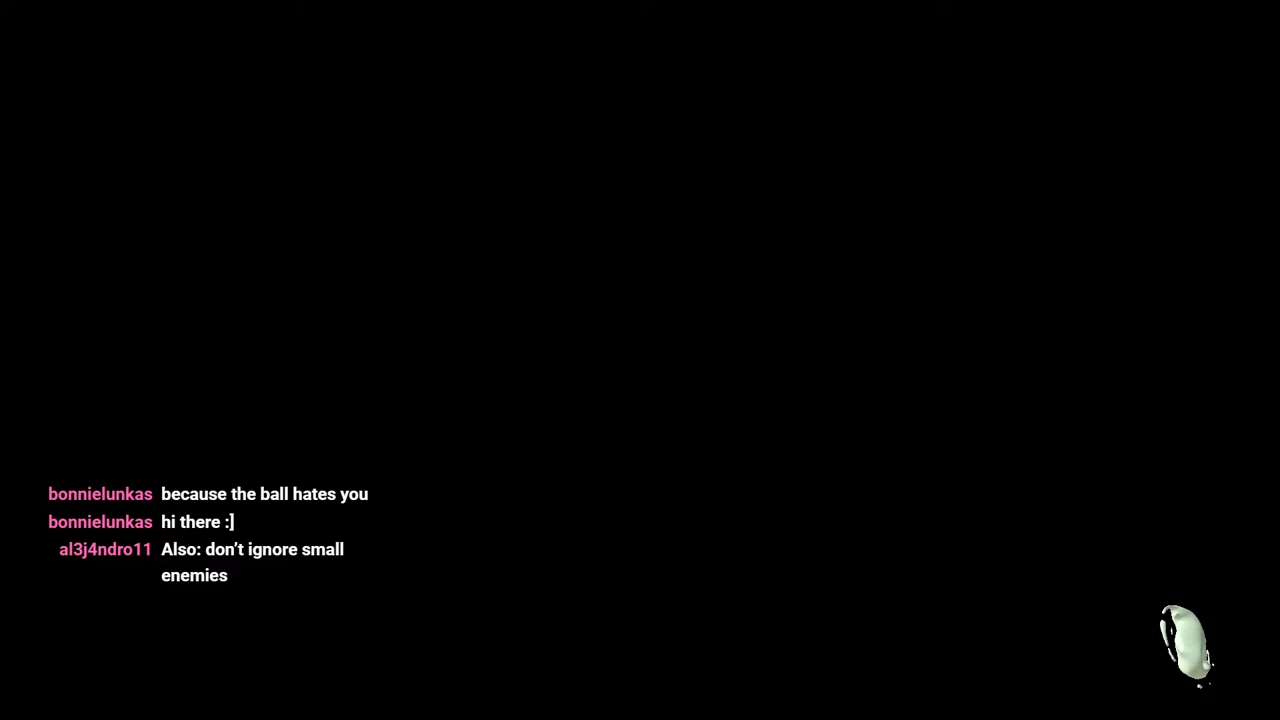 bonnielunkas because the ball hates you
bonnielunkas hi there :]
al3j4ndro11 Also: don’t ignore small
enemies